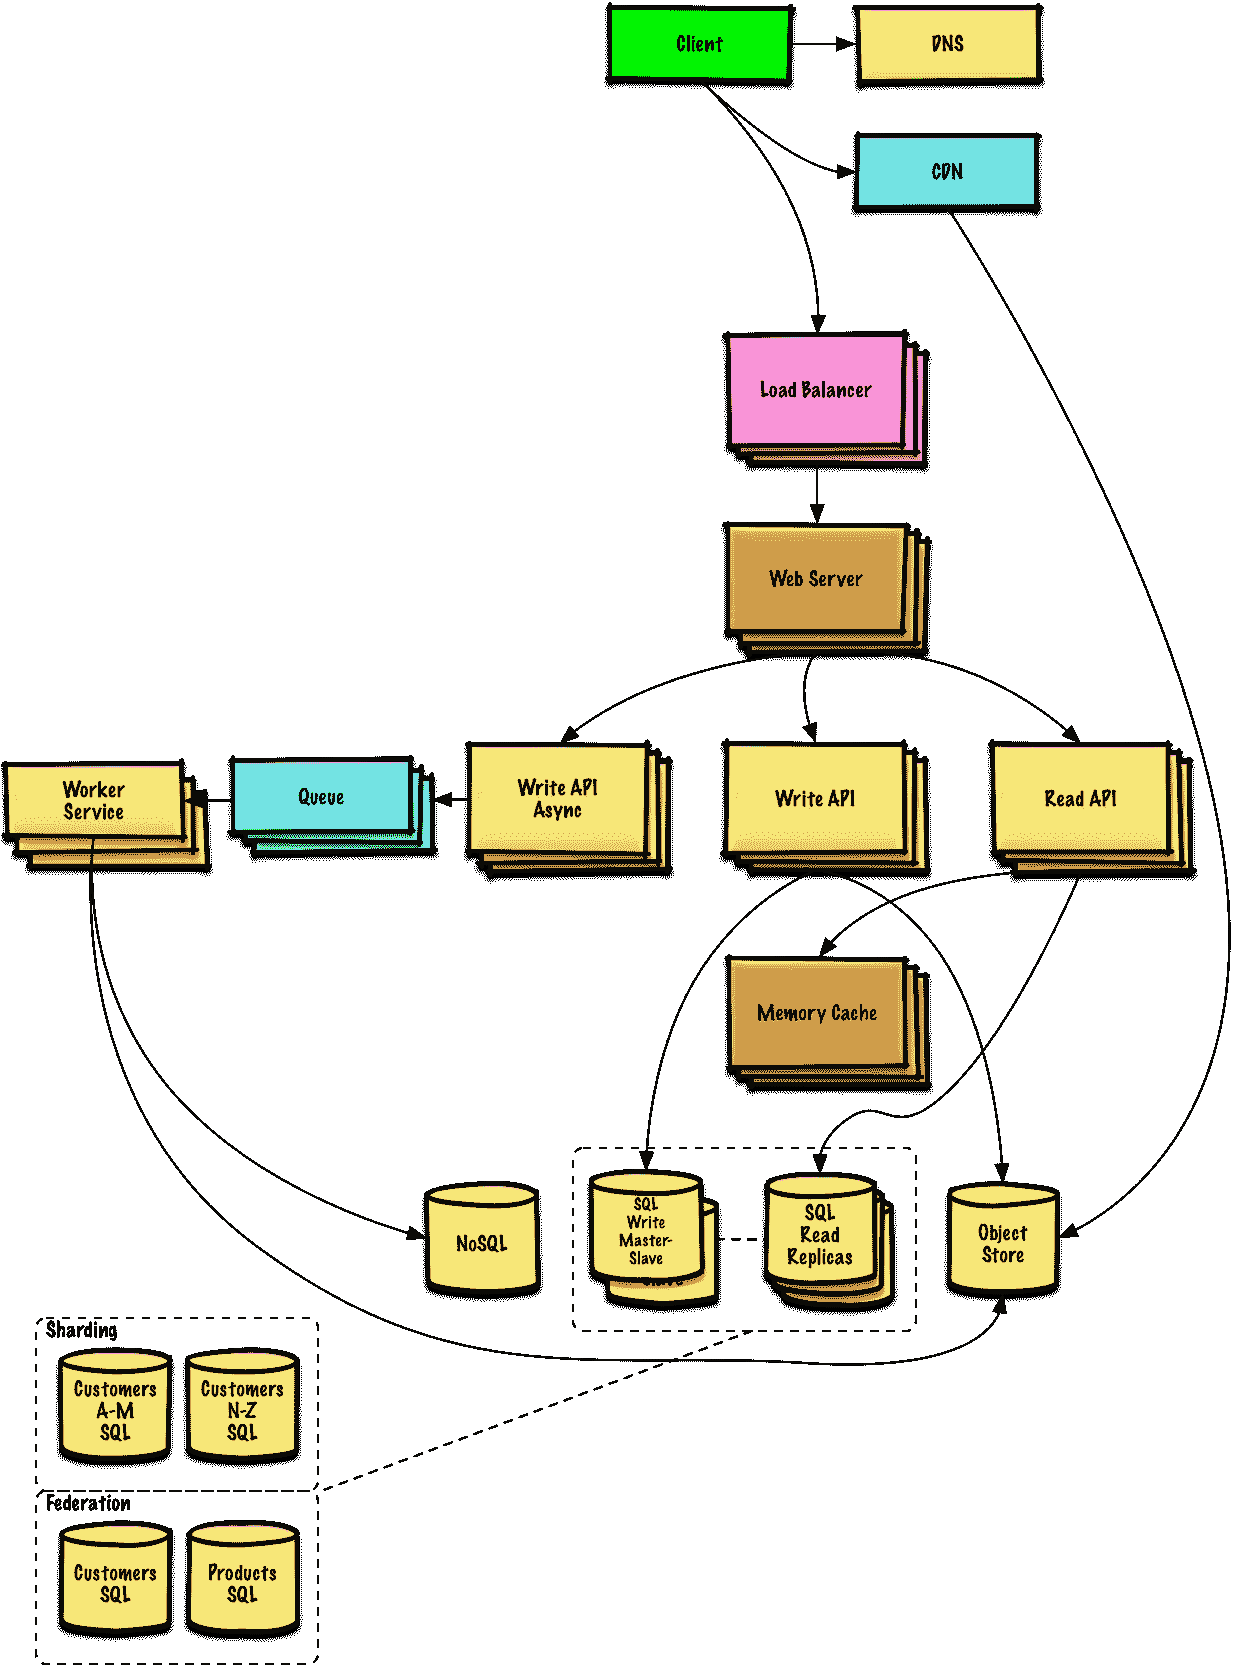 Client
DNS
CDN
Load Balancer
Web Server
Worker
Service
Queue
Write API
Async
Write API
Read API
Memory Cache
NoSQL
SQL
Write
Master-
Slave
Slave
SQL
Read
Replicas
Object
Store
Sharding
Customers
A-M
SQL
Customers
N-Z
SQL
Federation
Customers
SQL
Products
SQL